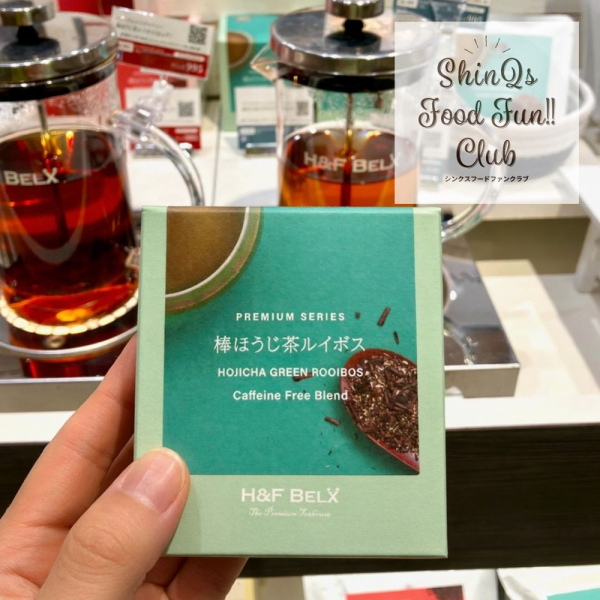 ShinQs
Food Fun!!
Club
シンクスフードファンクラブ
BELX
H&F BELX
PREMIUM SERIES
棒ほうじ茶ルイボス
HOJICHA GREEN ROOIBOS
Caffeine Free Blend
H&F BELX
The Premium Teahouse